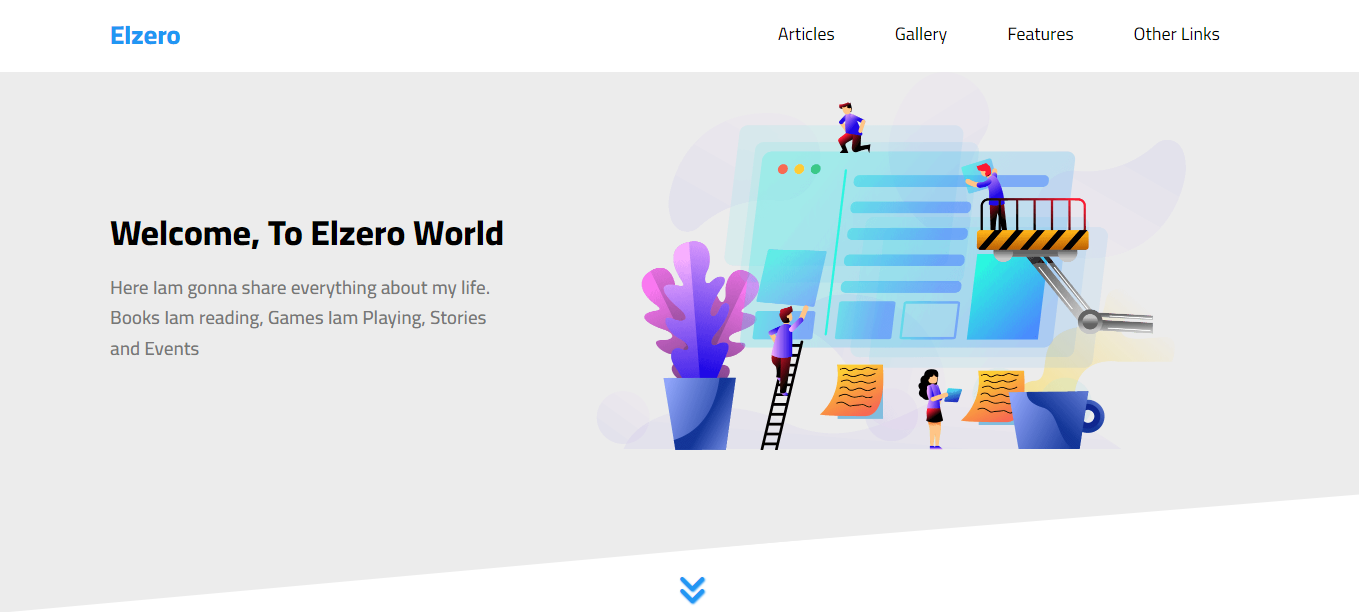 Elzero
Articles
Gallery
Features
Other Links
Welcome, To Elzero World
Here Iam gonna share everything about my life.
Books Iam reading, Games Iam Playing, Stories
and Events